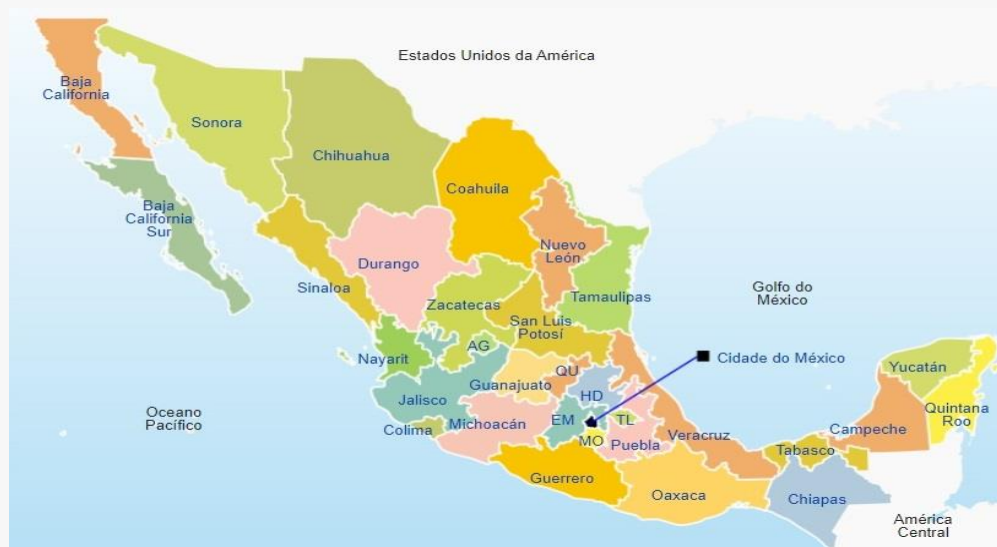 Estados Unidos da América
Baja
California
Sonora
Chihuahua
Coahuila
Baja
California
Sur
Nuevo
León
Durango
Sinaloa
Golfo do
México
Tamaulipas
Zacatecas
San Luis
Potosí
AG
Nayarit
Cidade do México
Yucatán
QU
Guanajuato
HD
Jalisco
Quintana
Roo
Oceano
Pacífico
Colima
Michoacán
EM
TL
MO
Puebla
Veracruz
Campeche
Tabasco
Guerrero
Oaxaca
Chiapas
América
Central